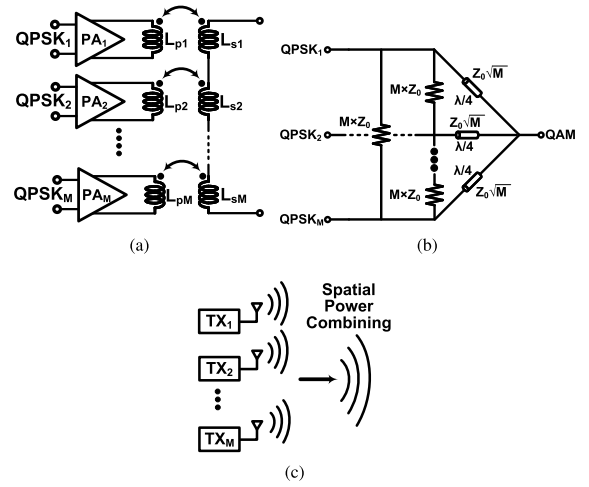 QPSK1 PA1 Lp1 Ls1
QPSK2 PA2 Lp2 Ls2
QPSKM PAM LpM LsM
(a)
QPSK1
Z0√M
M×Z0
λ/4
M×Z0
Z0√M
QPSK2
QAM
λ/4
λ/4
M×Z0
Z0√M
QPSKM
(b)
Spatial
Power
Combining
TX1
TX2
TXM
(c)